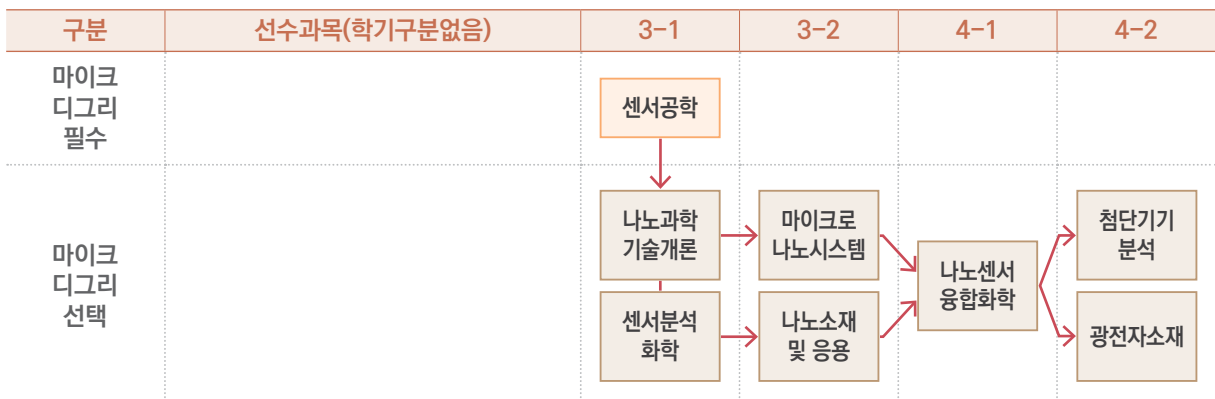 구분 선수과목(학기구분없음) 3-1 3-2 4-1 4-2
마이크
디그리
필수
센서공학
마이크
디그리
선택
나노과학
기술개론
마이크로
나노시스템
나노센서
융합화학
첨단기기
분석
센서분석
화학
나노소재
및 응용
광전자소재